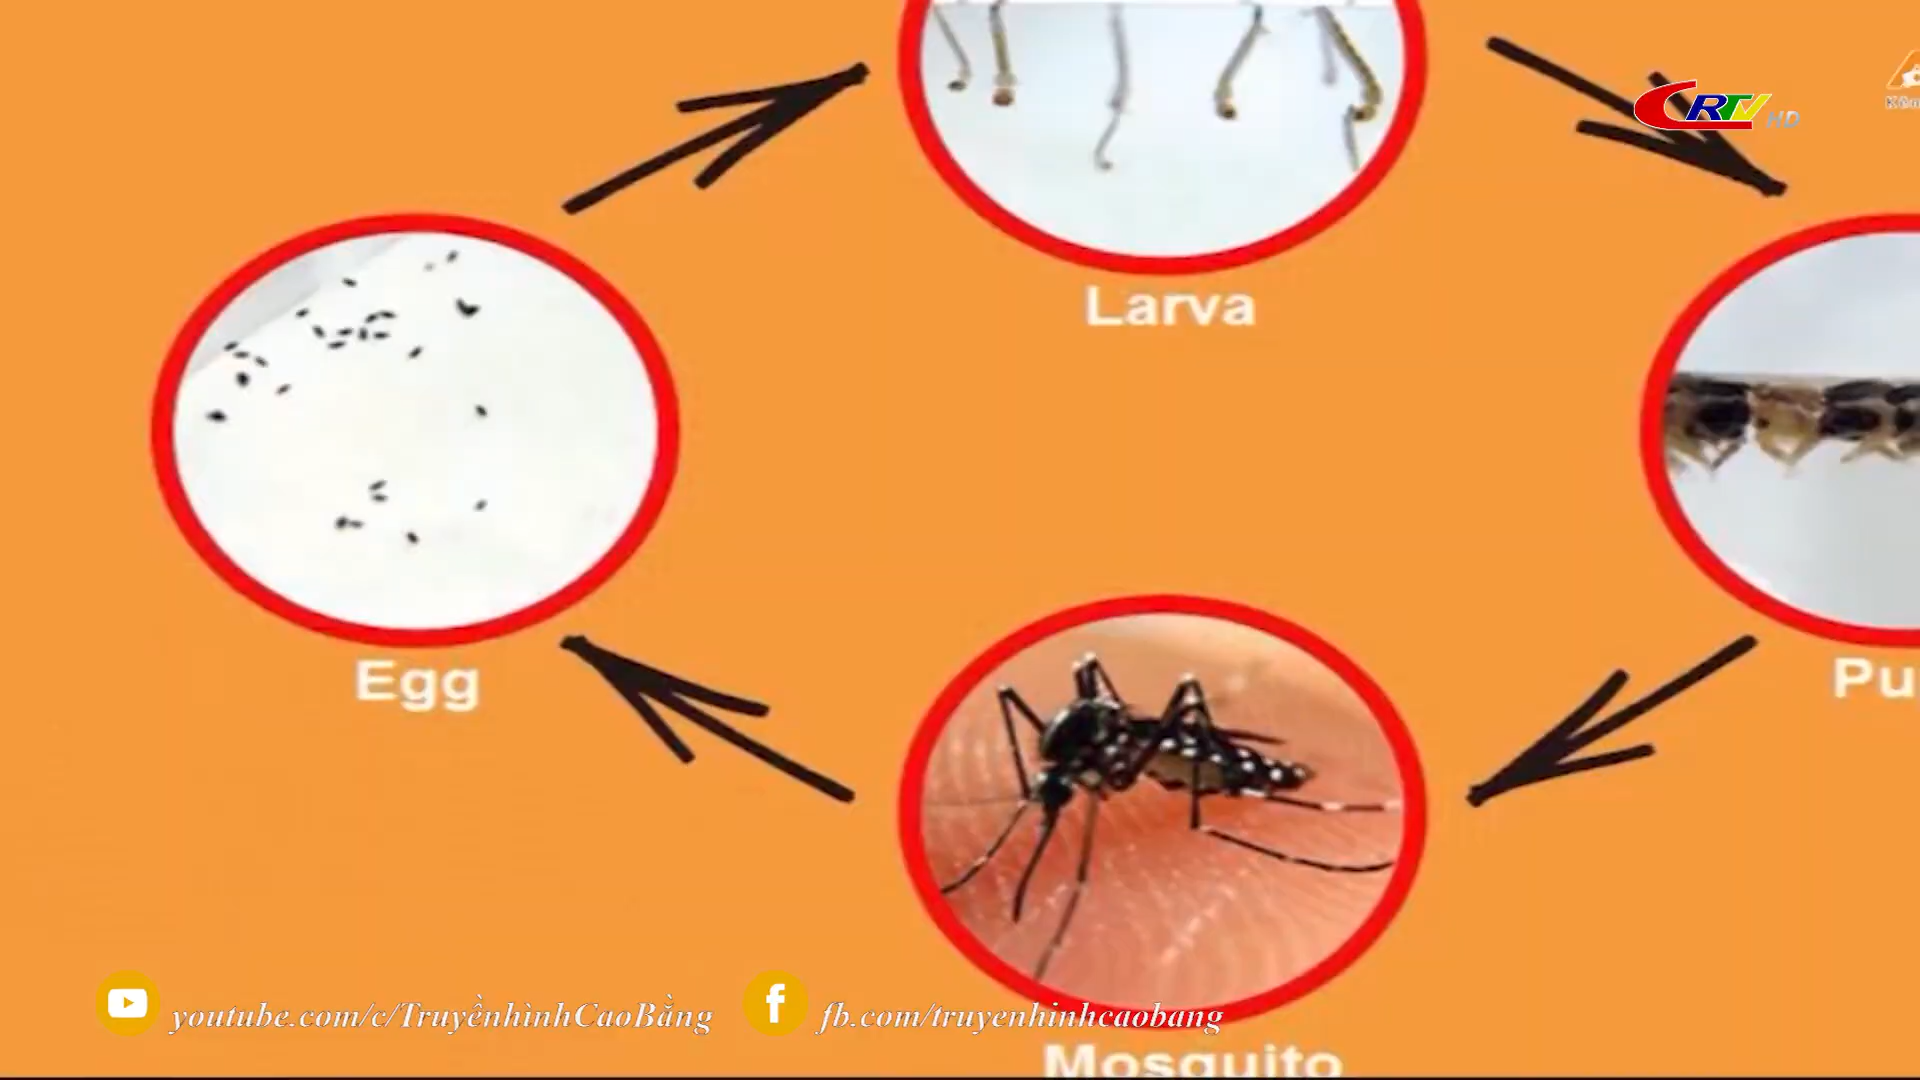 CRTV HD
Larva
Egg
Pu
youtube.com/c/TruyềnhìnhCaoBằng
fb.com/truyenhinhcaobang
Mosquito